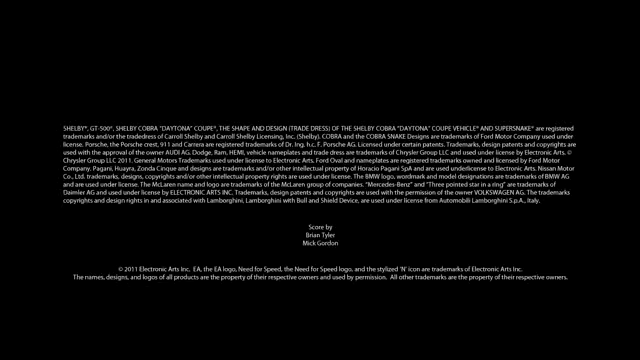 SHELBY®, GT-500®, SHELBY COBRA "DAYTONA" COUPE®, THE SHAPE AND DESIGN (TRADE DRESS) OF THE SHELBY COBRA "DAYTONA" COUPE VEHICLE® AND SUPERSNAKE® are registered
trademarks and/or the tradedress of Carroll Shelby and Carroll Shelby Licensing, Inc. (Shelby). COBRA and the COBRA SNAKE Designs are trademarks of Ford Motor Company used under
license. Porsche, the Porsche crest, 911 and Carrera are registered trademarks of Dr. Ing. h.c. F. Porsche AG. Licensed under certain patents. Trademarks, design patents and copyrights are
used with the approval of the owner AUDI AG. Dodge, Ram, HEMI, vehicle nameplates and trade dress are trademarks of Chrysler Group LLC and used under license by Electronic Arts. ©
Chrysler Group LLC 2011. General Motors Trademarks used under license to Electronic Arts. Ford Oval and nameplates are registered trademarks owned and licensed by Ford Motor
Company. Pagani, Huayra, Zonda Cinque and designs are trademarks and/or other intellectual property of Horacio Pagani SpA and are used underlicense to Electronic Arts. Nissan Motor
Co., Ltd. trademarks, designs, copyrights and/or other intellectual property rights are used under license. The BMW logo, wordmark and model designations are trademarks of BMW AG
and are used under license. The McLaren name and logo are trademarks of the McLaren group of companies. "Mercedes-Benz" and "Three pointed star in a ring" are trademarks of
Daimler AG and used under license by ELECTRONIC ARTS INC. Trademarks, design patents and copyrights are used with the permission of the owner VOLKSWAGEN AG. The trademarks
copyrights and design rights in and associated with Lamborghini, Lamborghini with Bull and Shield Device, are used under license from Automobili Lamborghini S.p.A., Italy.
Score by
Brian Tyler
Mick Gordon
© 2011 Electronic Arts Inc. EA, the EA logo, Need for Speed, the Need for Speed logo, and the stylized 'N' icon are trademarks of Electronic Arts Inc.
The names, designs, and logos of all products are the property of their respective owners and used by permission. All other trademarks are the property of their respective owners.